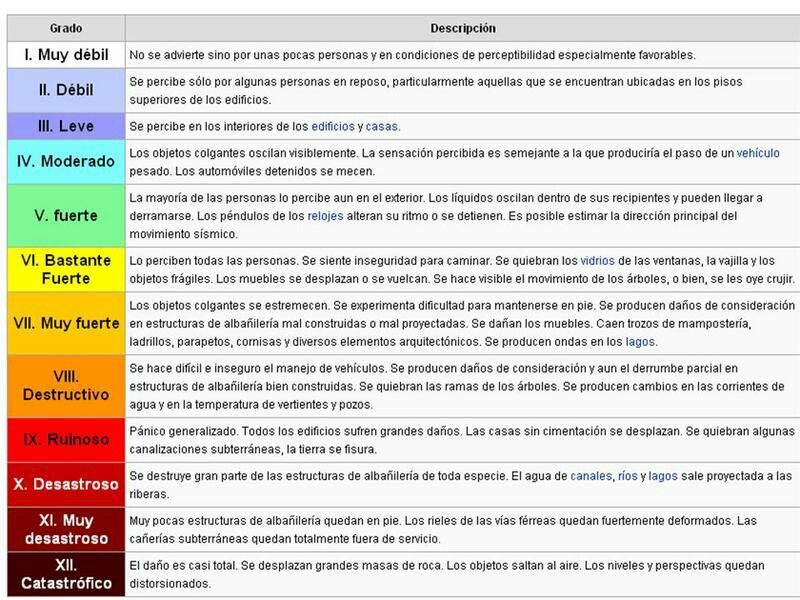 Grado Descripción
I. Muy débil No se advierte sino por unas pocas personas y en condiciones de perceptibilidad especialmente favorables.
II. Débil Se percibe sólo por algunas personas en reposo, particularmente aquellas que se encuentran ubicadas en los pisos
superiores de los edificios.
III. Leve Se percibe en los interiores de los edificios y casas.
IV. Moderado Los objetos colgantes oscilan visiblemente. La sensación percibida es semejante a la que produciría el paso de un vehículo
pesado. Los automóviles detenidos se mecen.
V. fuerte La mayoría de las personas lo percibe aun en el exterior. Los líquidos oscilan dentro de sus recipientes y pueden llegar a
derramarse. Los péndulos de los relojes alteran su ritmo o se detienen. Es posible estimar la dirección principal del
movimiento sísmico.
VI. Bastante
Fuerte
Lo perciben todas las personas. Se siente inseguridad para caminar. Se quiebran los vidrios de las ventanas, la vajilla y los
objetos frágiles. Los muebles se desplazan o se vuelcan. Se hace visible el movimiento de los árboles, o bien, se les oye crujir.
VII. Muy fuerte Los objetos colgantes se estremecen. Se experimenta dificultad para mantenerse en pie. Se producen daños de consideración
en estructuras de albañilería mal construidas o mal proyectadas. Se dañan los muebles. Caen trozos de mampostería,
ladrillos, parapetos, cornisas y diversos elementos arquitectónicos. Se producen ondas en los lagos.
VIII.
Destructivo
Se hace difícil e inseguro el manejo de vehículos. Se producen daños de consideración y aun el derrumbe parcial en
estructuras de albañilería bien construidas. Se quiebran las ramas de los árboles. Se producen cambios en las corrientes de
agua y en la temperatura de vertientes y pozos.
IX. Ruinoso Pánico generalizado. Todos los edificios sufren grandes daños. Las casas sin cimentación se desplazan. Se quiebran algunas
canalizaciones subterráneas, la tierra se fisura.
X. Desastroso Se destruye gran parte de las estructuras de albañilería de toda especie. El agua de canales, ríos y lagos sale proyectada a las
riberas.
XI. Muy
desastroso
Muy pocas estructuras de albañilería quedan en pie. Los rieles de las vías férreas quedan fuertemente deformados. Las
cañerías subterráneas quedan totalmente fuera de servicio.
XII.
Catastrófico
El daño es casi total. Se desplazan grandes masas de roca. Los objetos saltan al aire. Los niveles y perspectivas quedan
distorsionados.